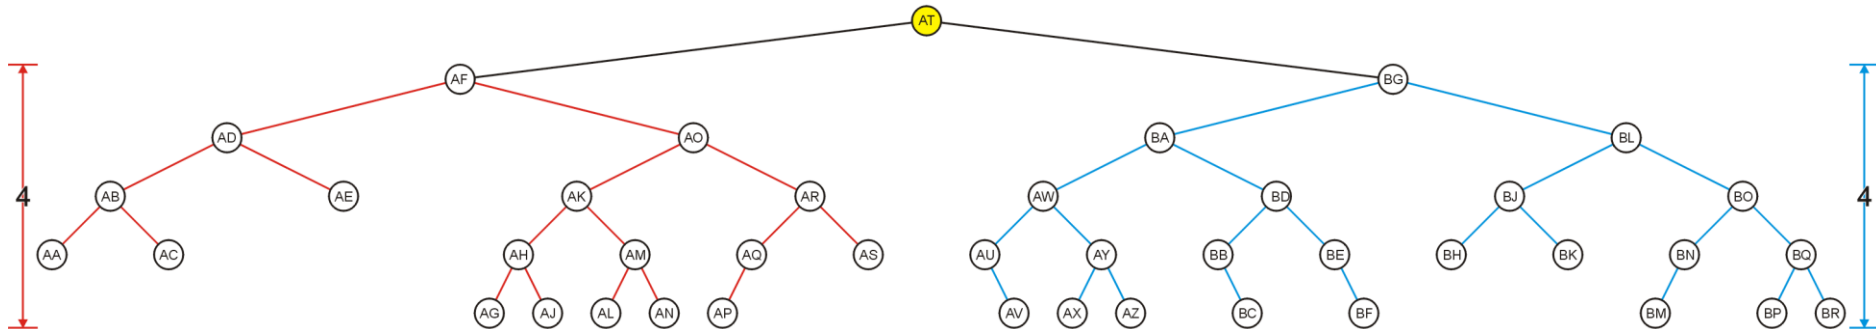 AT
AF BG
AD AO BA BL
4 AB AE AK AR AW BD BJ BO 4
AA AC AH AM AQ AS AU AY BB BE BH BK BN BQ
AG AJ AL AN AP AV AX AZ BC BF BM BP BR